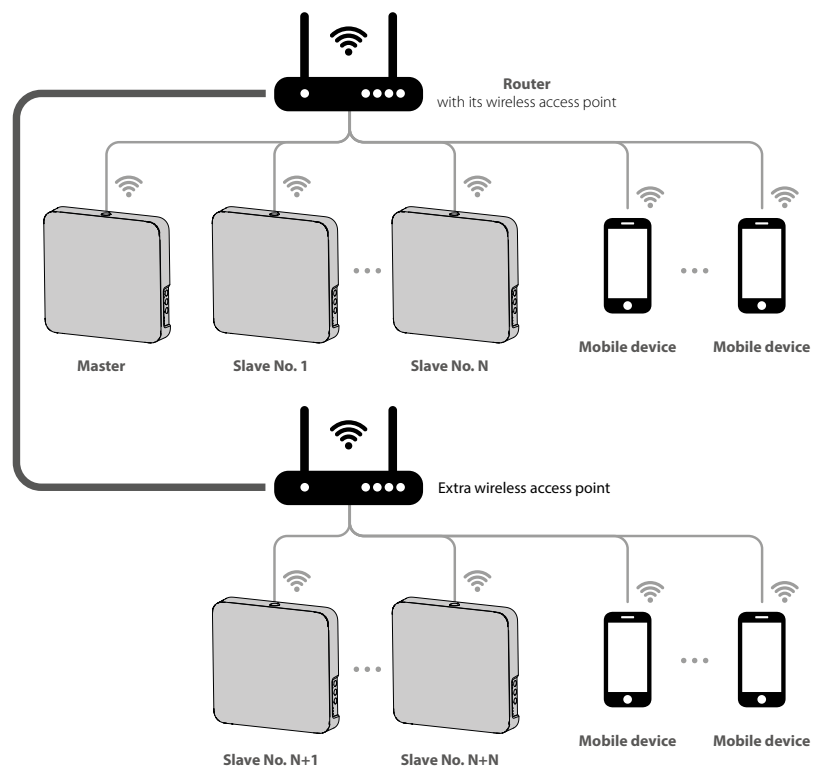 Router
with its wireless access point
Master
Slave No. 1
Slave No. N
Mobile device
Mobile device
Extra wireless access point
Slave No. N+1
Slave No. N+N
Mobile device
Mobile device